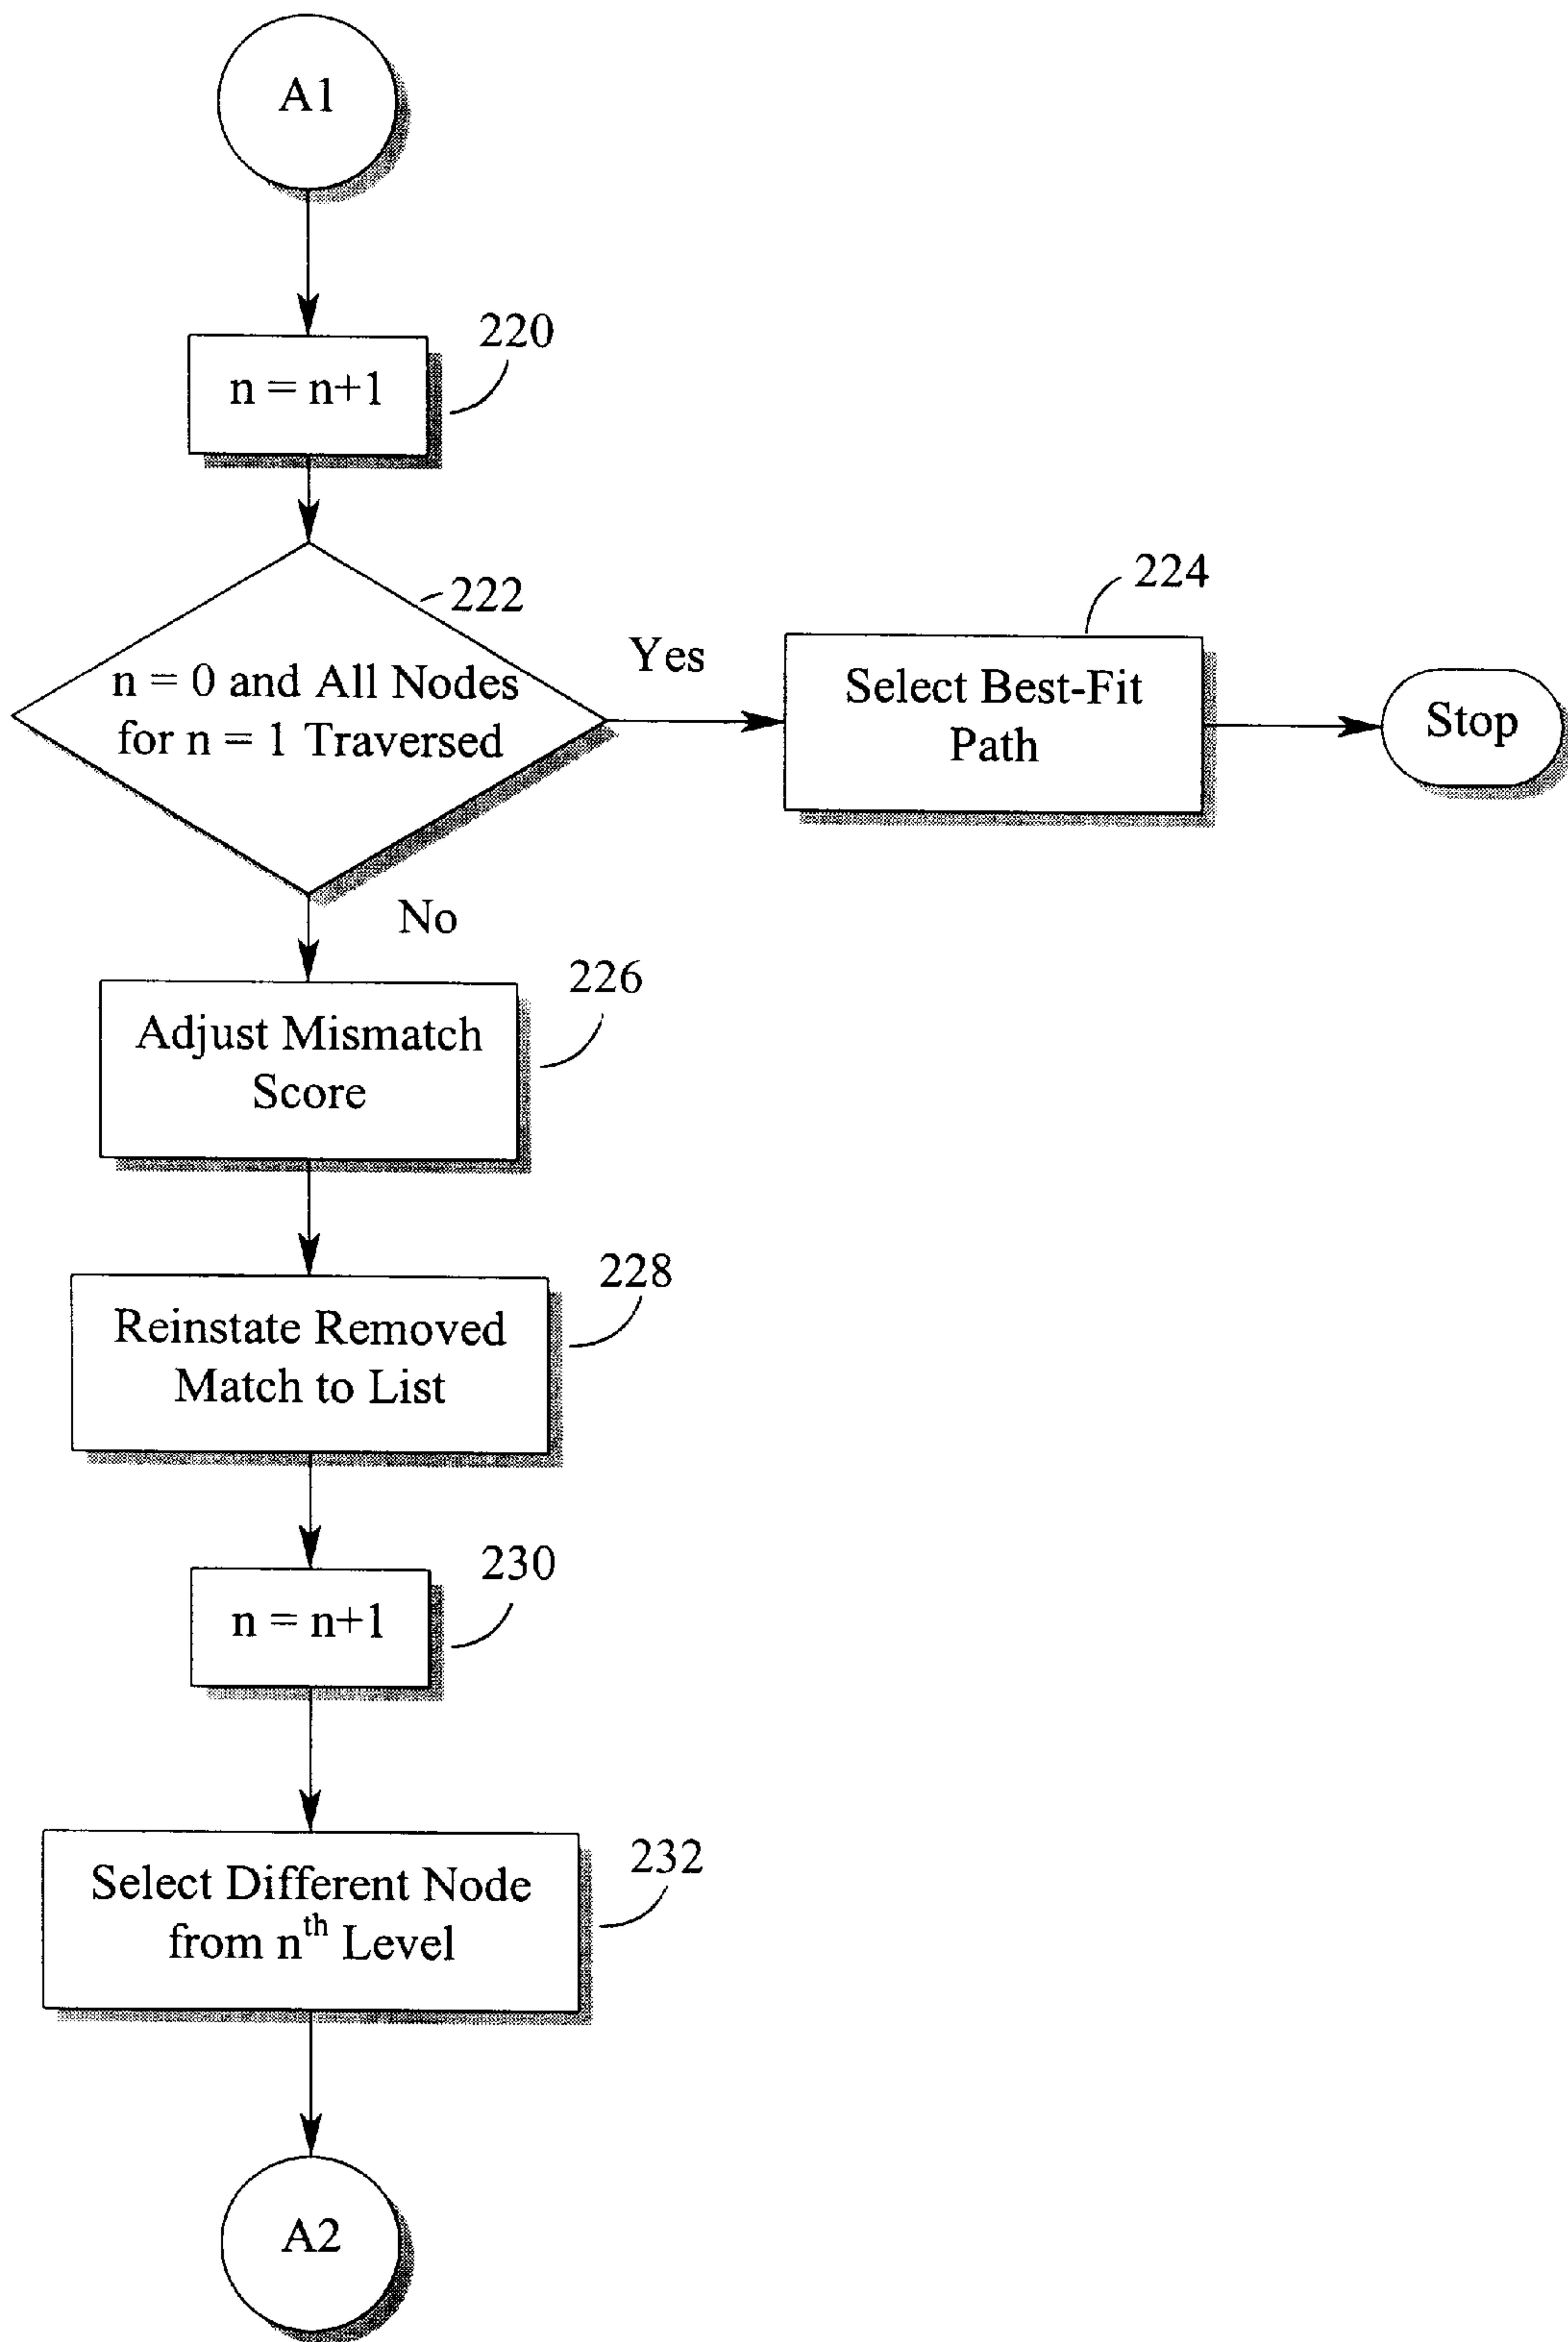 A1
220
n = n+1
222
n = 0 and All Nodes
for n = 1 Traversed
Yes
224
Select Best-Fit
Path
Stop
No
226
Adjust Mismatch
Score
228
Reinstate Removed
Match to List
230
n = n+1
232
Select Different Node
from nth Level
A2